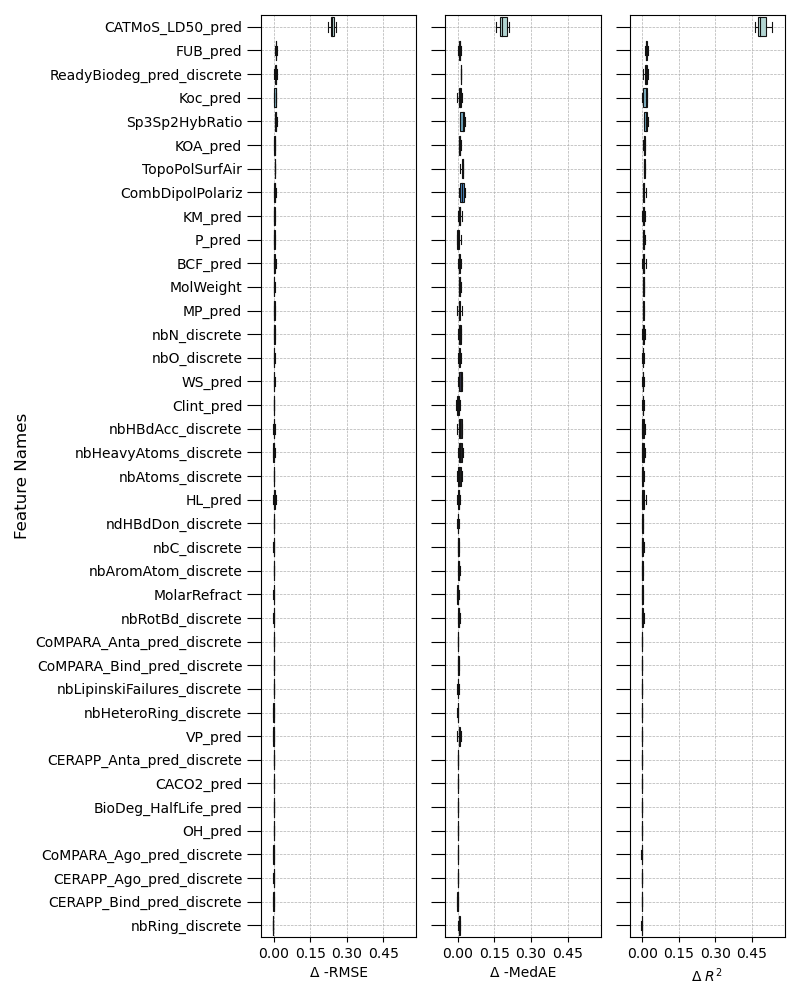 CATMoS_LD50_pred
FUB_pred
ReadyBiodeg_pred_discrete
Koc_pred
Sp3Sp2HybRatio
KOA_pred
TopoPolSurfAir
CombDipolPolariz
KM_pred
P_pred
BCF_pred
MolWeight
MP_pred
nbN_discrete
nbO_discrete
WS_pred
Clint_pred
nbHBdAcc_discrete
nbHeavyAtoms_discrete
nbAtoms_discrete
HL_pred
ndHBdDon_discrete
nbC_discrete
nbAromAtom_discrete
MolarRefract
nbRotBd_discrete
CoMPARA_Anta_pred_discrete
CoMPARA_Bind_pred_discrete
nbLipinskiFailures_discrete
nbHeteroRing_discrete
VP_pred
CERAPP_Anta_pred_discrete
CACO2_pred
BioDeg_HalfLife_pred
OH_pred
CoMPARA_Ago_pred_discrete
CERAPP_Ago_pred_discrete
CERAPP_Bind_pred_discrete
nbRing_discrete
Feature Names
0.00 0.15 0.30 0.45
Δ -RMSE
0.00 0.15 0.30 0.45
Δ -MedAE
0.00 0.15 0.30 0.45
Δ R²